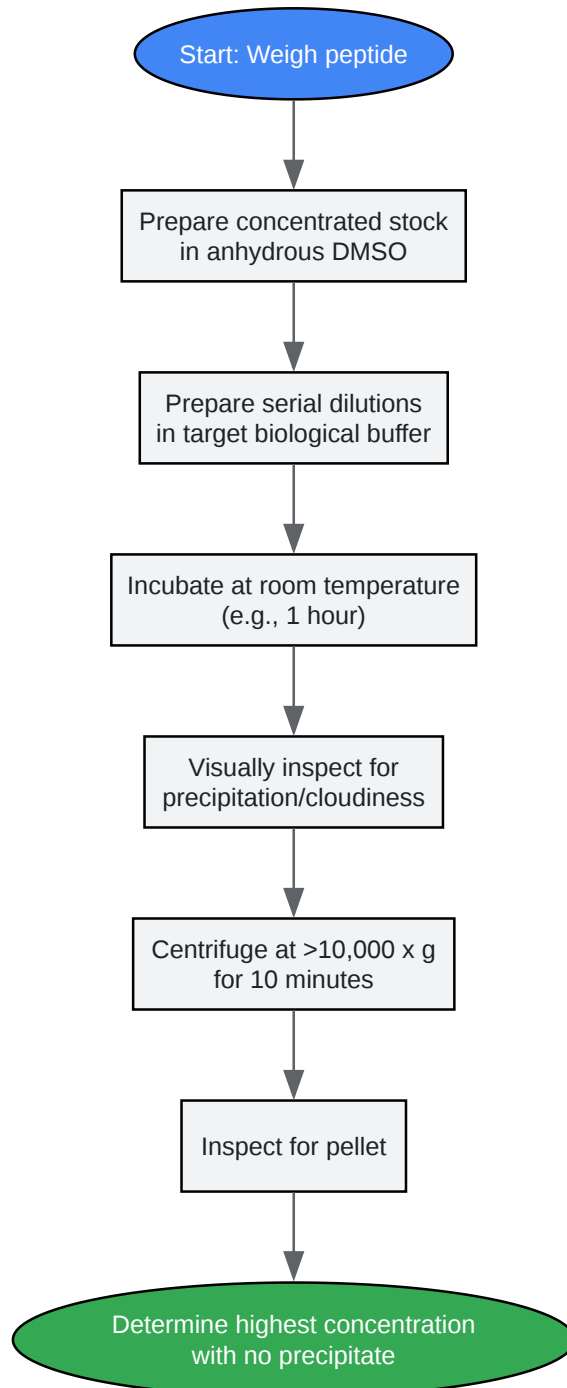 Start: Weigh peptide
Prepare concentrated stock
in anhydrous DMSO
Prepare serial dilutions
in target biological buffer
Incubate at room temperature
(e.g., 1 hour)
Visually inspect for
precipitation/cloudiness
Centrifuge at >10,000 x g
for 10 minutes
Inspect for pellet
Determine highest concentration
with no precipitate